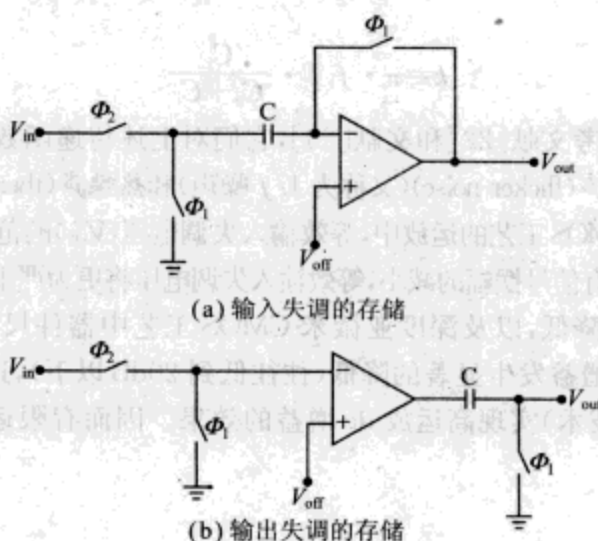 Φ₁
Vin Φ₂ C − Vout
Φ₁ +
Voff
(a) 输入失调的存储
Vin Φ₂ − C Vout
Φ₁ + Φ₁
Voff
(b) 输出失调的存储